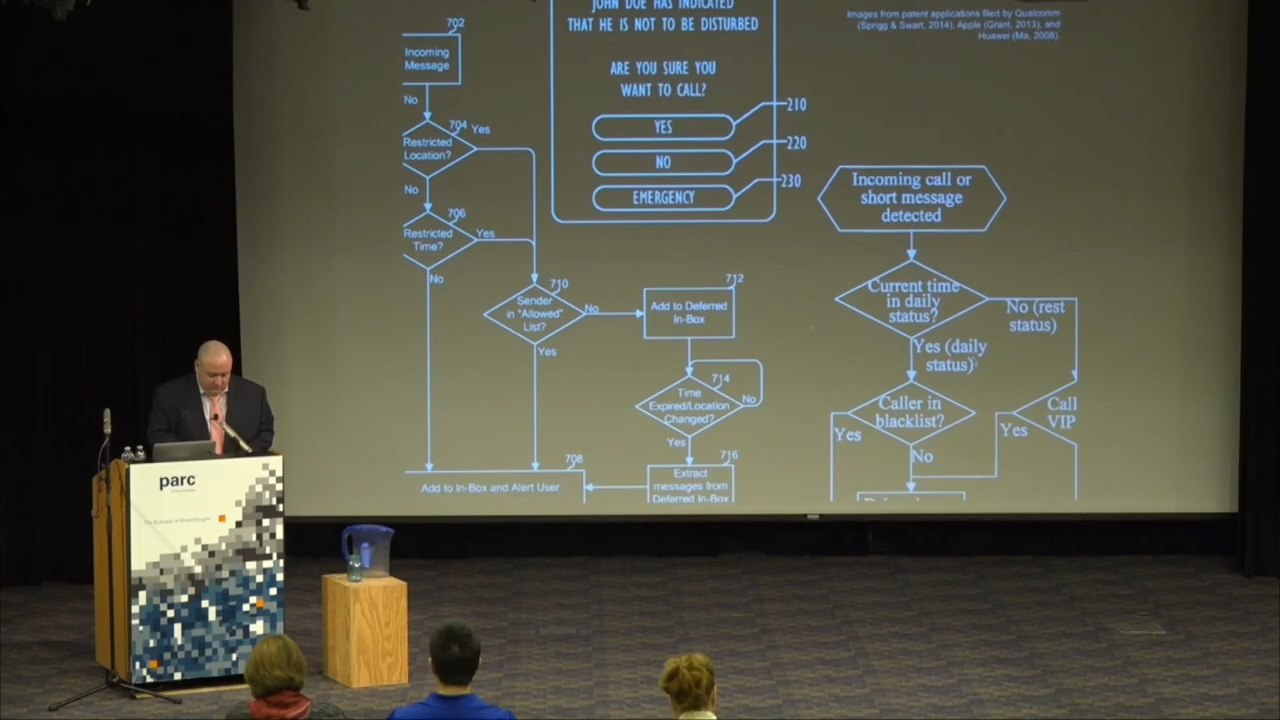 702
Incoming
Message
No
704
Yes
Restricted
Location?
No
706
Restricted
Time?
Yes
No
710
Sender
in "Allowed"
List?
No
Yes
712
Add to Deferred
In-Box
714
Time
Expired/Location
Changed?
No
Yes
716
Extract
messages from
Deferred In-Box
708
Add to In-Box and Alert User
JOHN DOE HAS INDICATED
THAT HE IS NOT TO BE DISTURBED
ARE YOU SURE YOU
WANT TO CALL?
YES
210
NO
220
EMERGENCY
230
Images from patent applications filed by Qualcomm
(Sprigg & Swart, 2014), Apple (Grant, 2013), and
Huawei (Ma, 2008).
Incoming call or
short message
detected
Current time
in daily
status?
No (rest
status)
Yes (daily
status)
Caller in
blacklist?
Yes
No
Call
VIP
Yes
parc
The Business of Breakthroughs